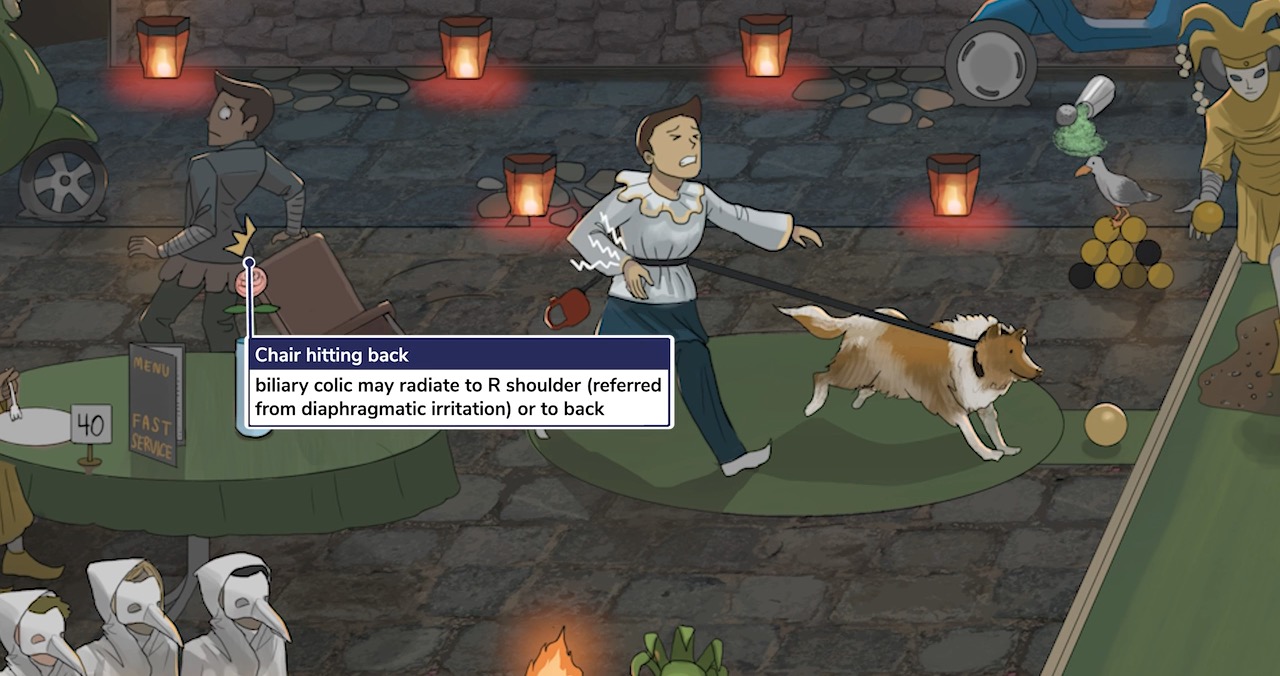 Chair hitting back
biliary colic may radiate to R shoulder (referred
from diaphragmatic irritation) or to back
MENU
FAST
SERVICE
40